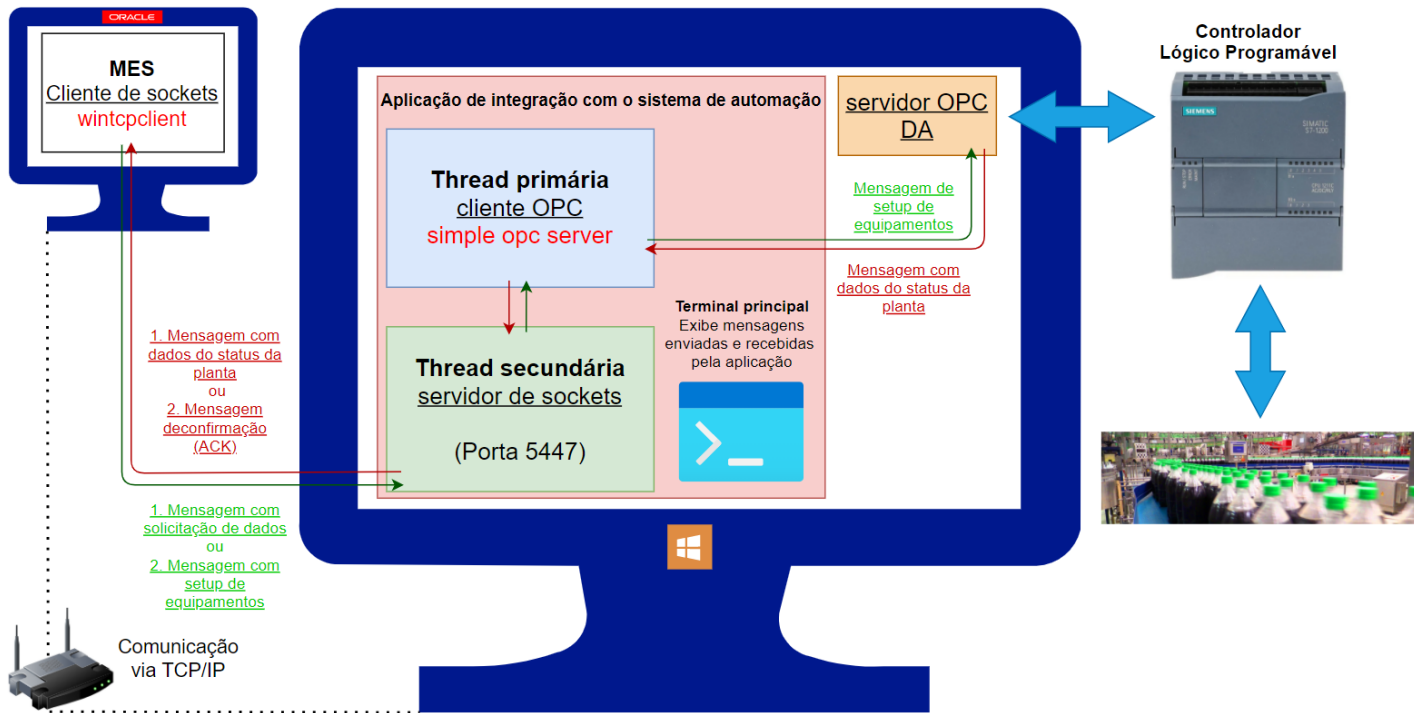 ORACLE
MES
Cliente de sockets
wintcpclient
Aplicação de integração com o sistema de automação
Thread primária
cliente OPC
simple opc server
Thread secundária
servidor de sockets
(Porta 5447)
Terminal principal
Exibe mensagens
enviadas e recebidas
pela aplicação
servidor OPC
DA
Mensagem de
setup de
equipamentos
Mensagem com
dados do status da
planta
Controlador
Lógico Programável
SIEMENS
SIMATIC
S7-1200
1. Mensagem com
dados do status da
planta
ou
2. Mensagem
deconfirmação
(ACK)
1. Mensagem com
solicitação de dados
ou
2. Mensagem com
setup de
equipamentos
Comunicação
via TCP/IP